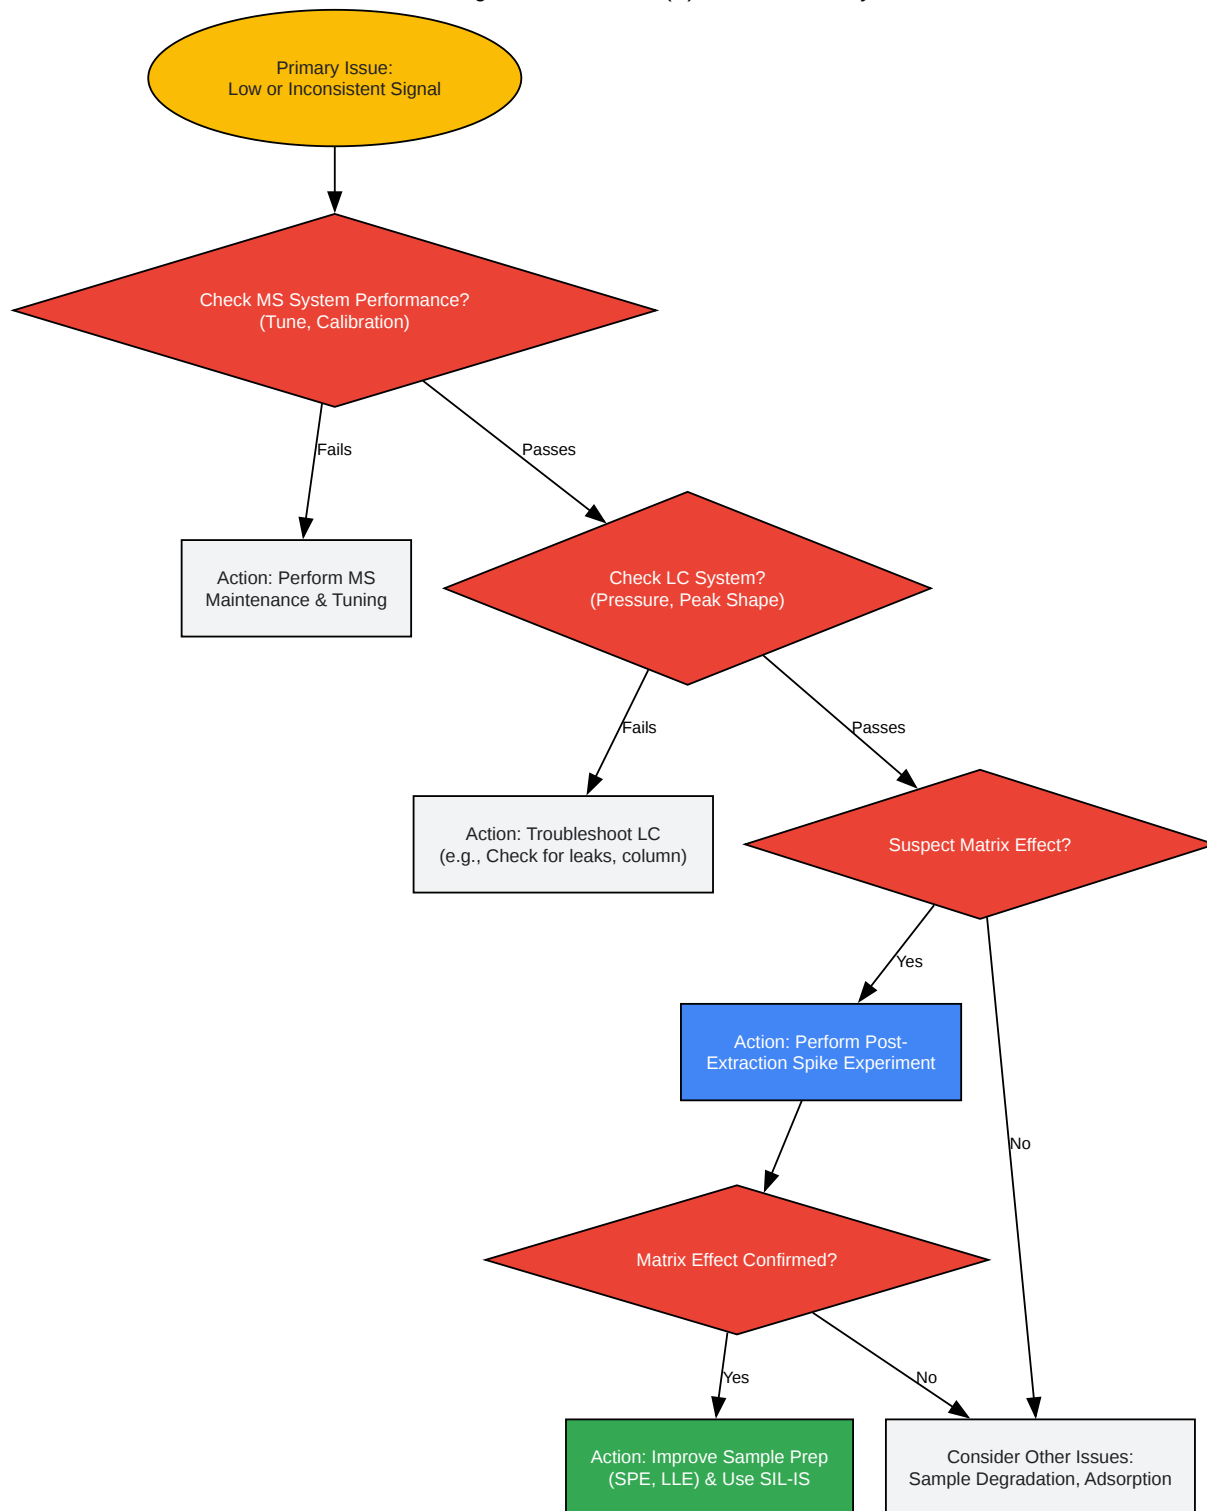 Primary Issue:
Low or Inconsistent Signal
Check MS System Performance?
(Tune, Calibration)
Fails
Passes
Action: Perform MS
Maintenance & Tuning
Check LC System?
(Pressure, Peak Shape)
Fails
Passes
Action: Troubleshoot LC
(e.g., Check for leaks, column)
Suspect Matrix Effect?
Yes
Action: Perform Post-
Extraction Spike Experiment
No
Matrix Effect Confirmed?
Yes
No
Action: Improve Sample Prep
(SPE, LLE) & Use SIL-IS
Consider Other Issues:
Sample Degradation, Adsorption